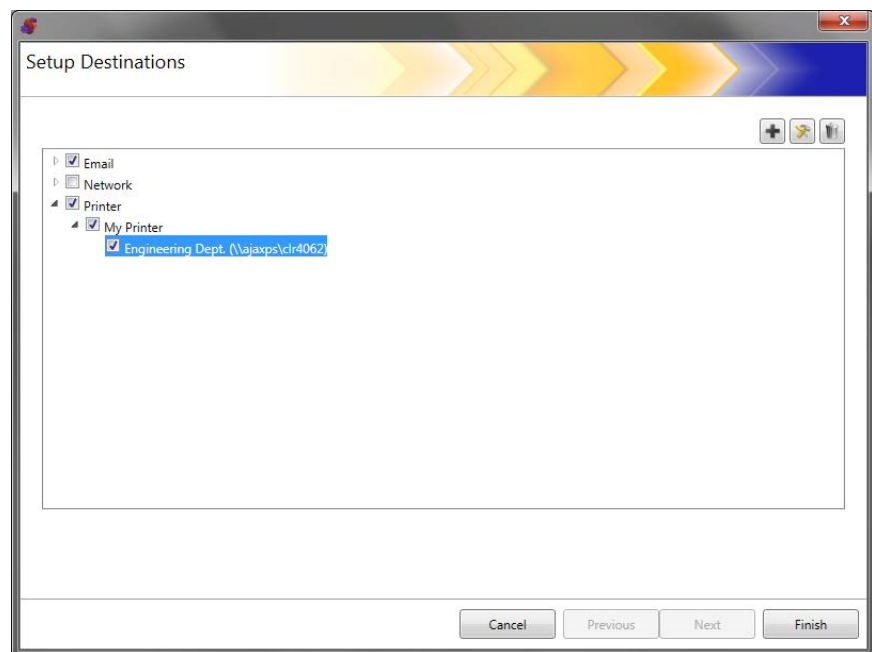 Setup Destinations
Email
Network
Printer
My Printer
Engineering Dept. (\\ajaxps\clr4062)
Cancel Previous Next Finish